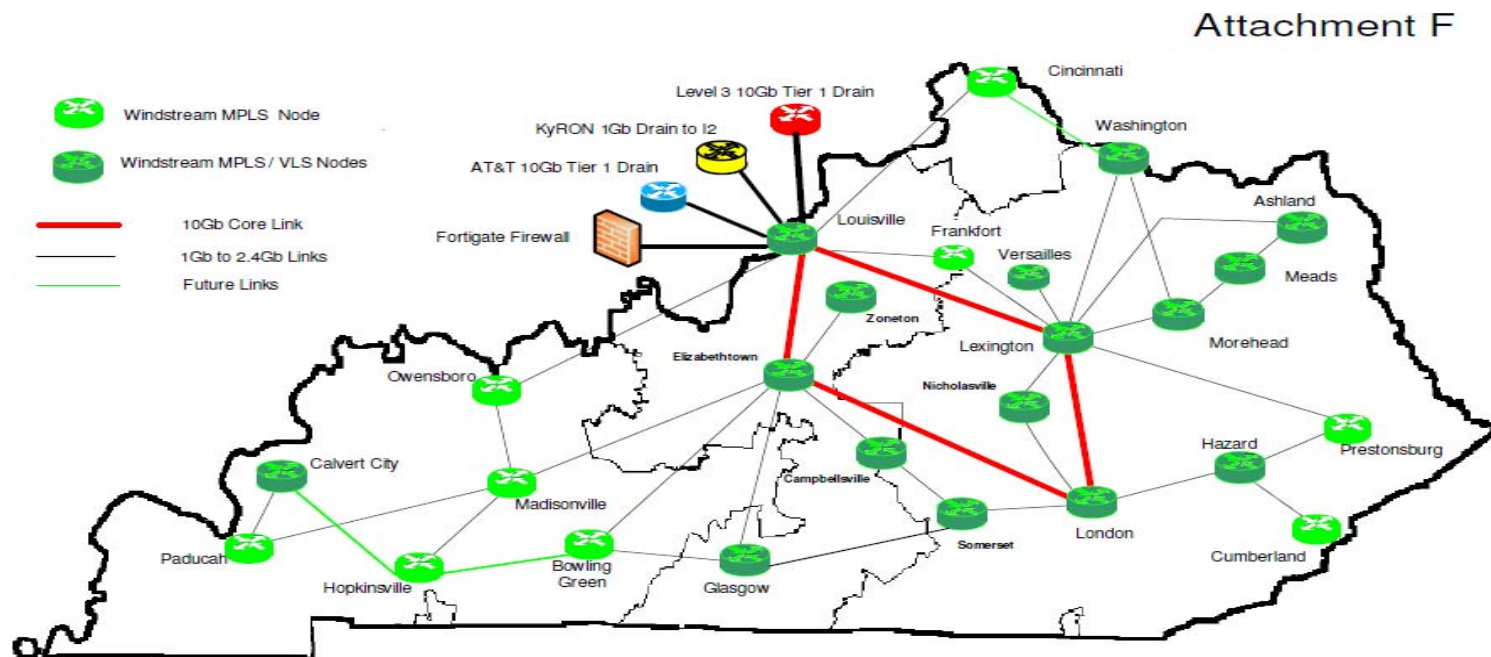 Attachment F
Cincinnati
Level 3 10Gb Tier 1 Drain
Windstream MPLS Node
KyRON 1Gb Drain to I2
Washington
Windstream MPLS / VLS Nodes
AT&T 10Gb Tier 1 Drain
Ashland
Louisville
10Gb Core Link
Fortigate Firewall
Frankfort
Versailles
1Gb to 2.4Gb Links
Meads
Future Links
Zoneton
Lexington
Morehead
Elizabethtown
Owensboro
Nicholasville
Hazard
Prestonsburg
Calvert City
Campbellsville
Madisonville
London
Somerset
Paducah
Cumberland
Hopkinsville
Bowling
Green
Glasgow